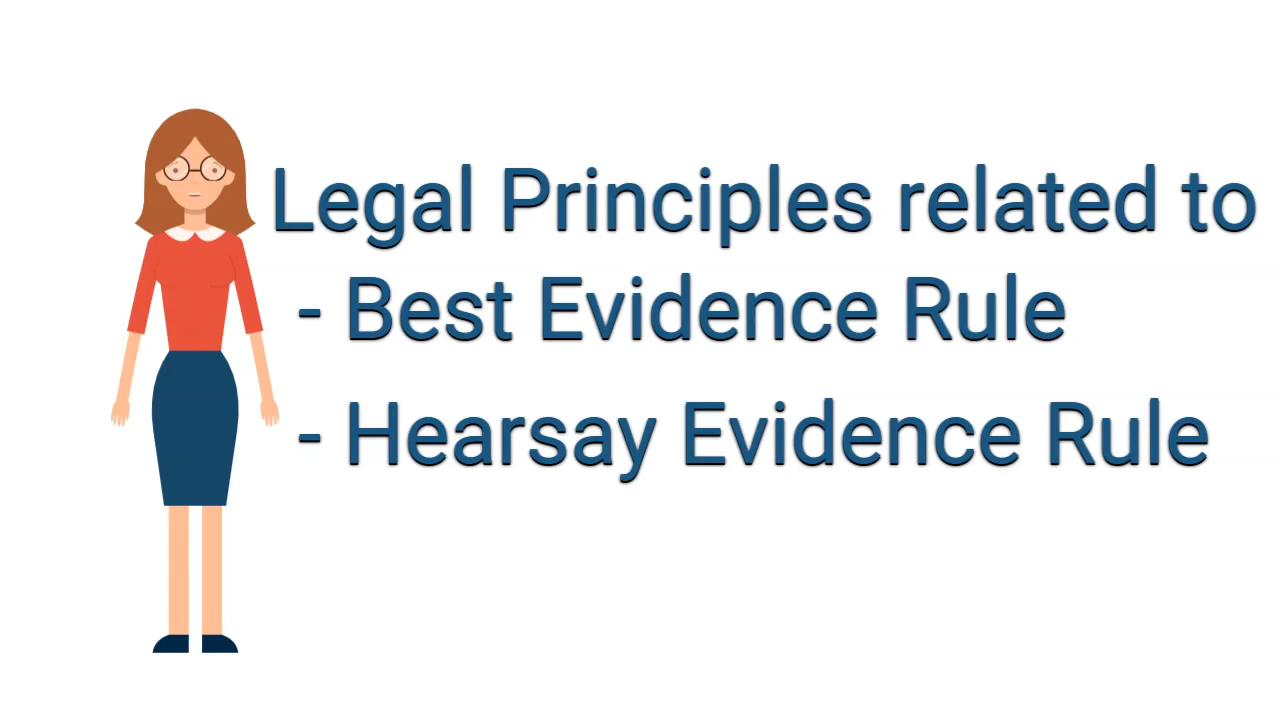 Legal Principles related to
- Best Evidence Rule
- Hearsay Evidence Rule